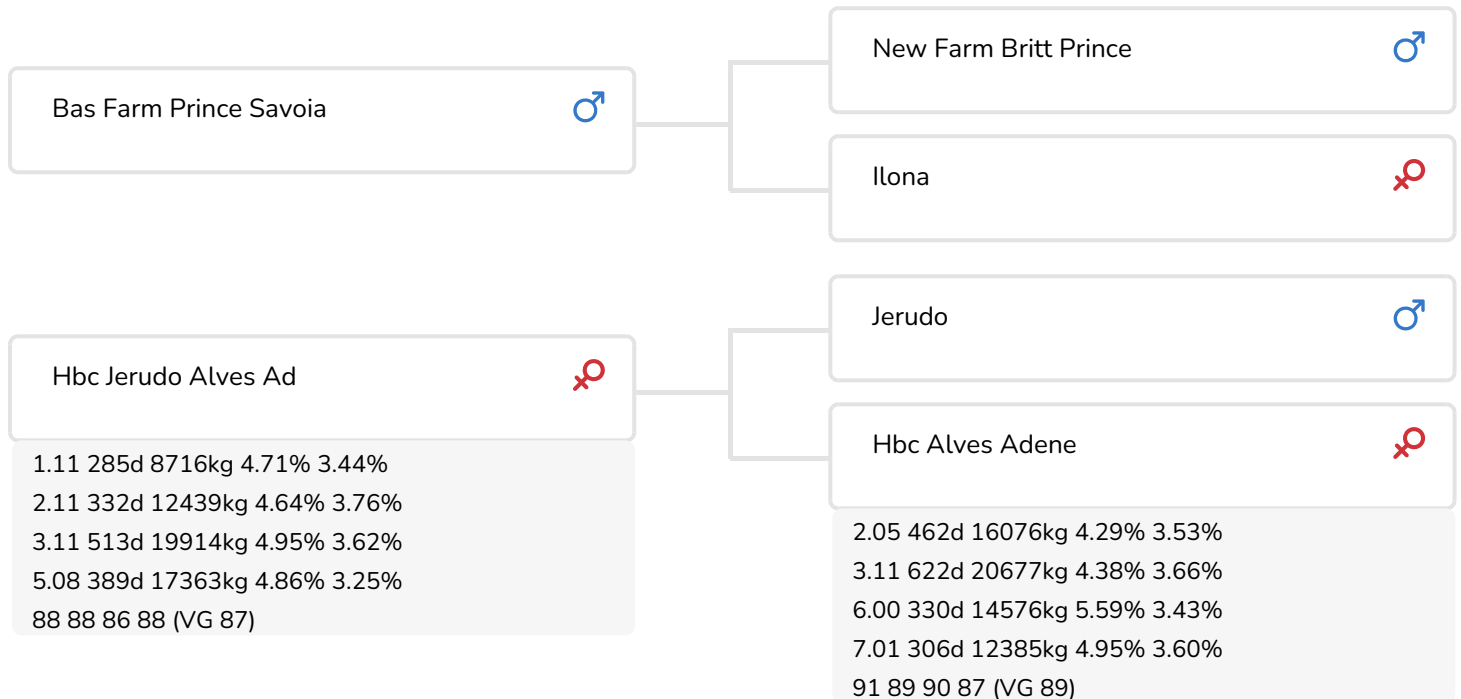 Bas Farm Prince Savoia
New Farm Britt Prince
Ilona
Hbc Jerudo Alves Ad
1.11 285d 8716kg 4.71% 3.44%
2.11 332d 12439kg 4.64% 3.76%
3.11 513d 19914kg 4.95% 3.62%
5.08 389d 17363kg 4.86% 3.25%
88 88 86 88 (VG 87)
Jerudo
Hbc Alves Adene
2.05 462d 16076kg 4.29% 3.53%
3.11 622d 20677kg 4.38% 3.66%
6.00 330d 14576kg 5.59% 3.43%
7.01 306d 12385kg 4.95% 3.60%
91 89 90 87 (VG 89)